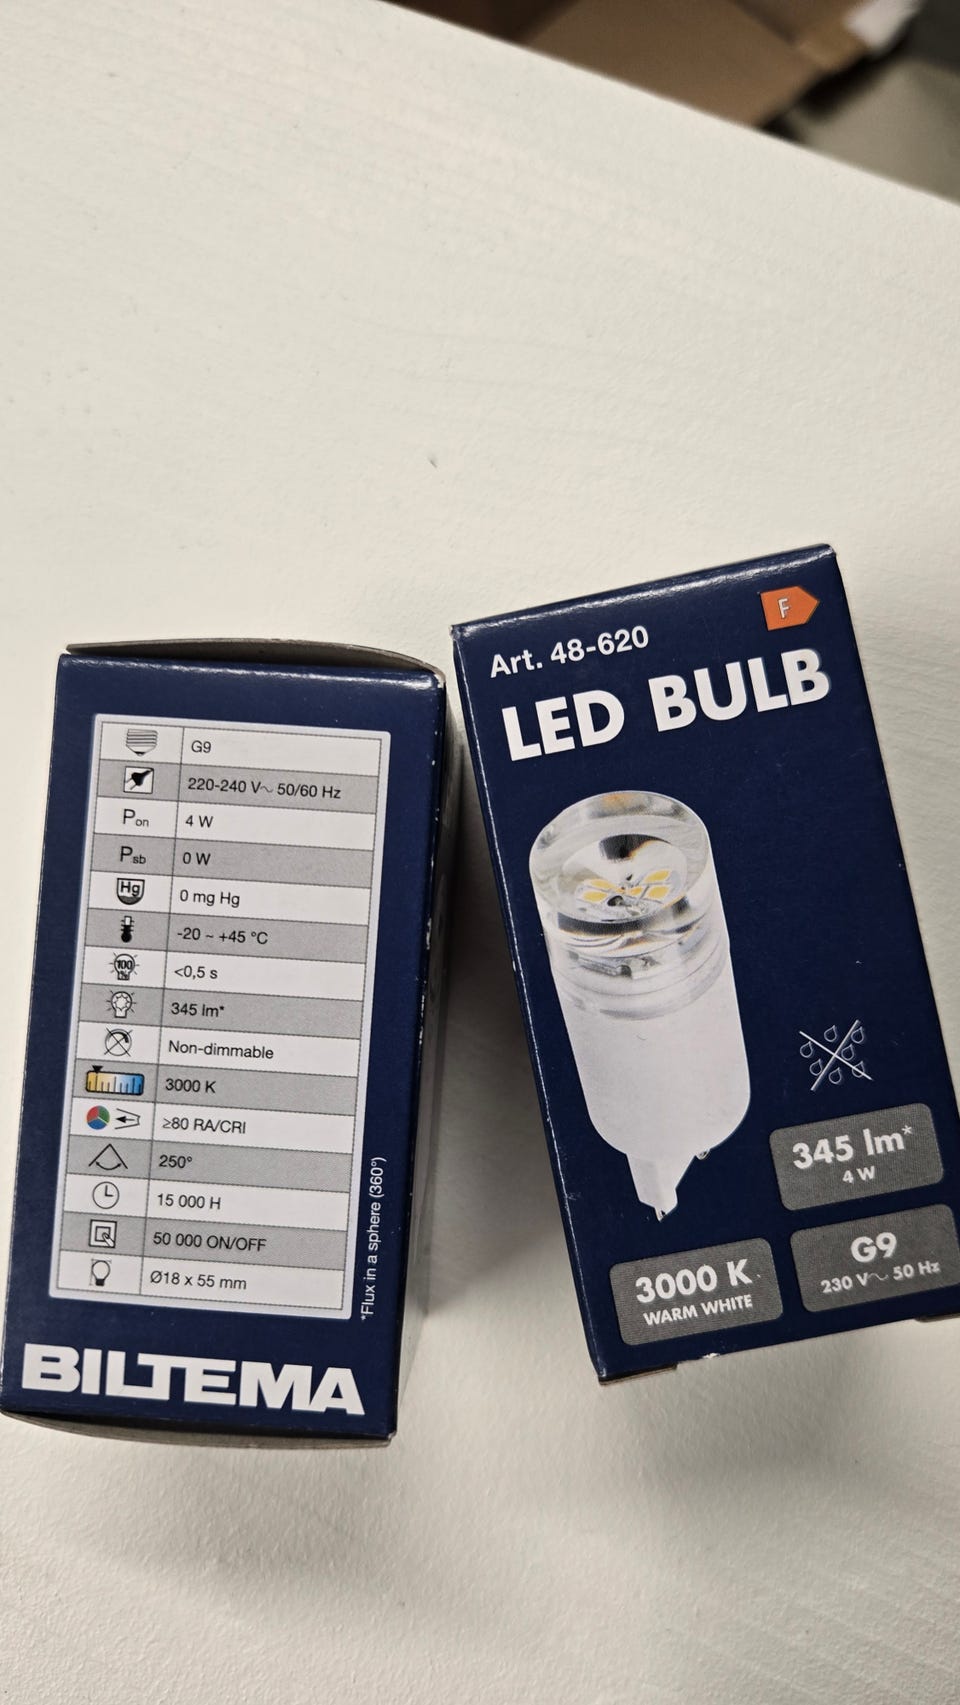 G9
220-240 V~ 50/60 Hz
Pon 4 W
Psb 0 W
Hg 0 mg Hg
-20 ~ +45 °C
100 <0,5 s
345 lm*
Non-dimmable
3000 K
≥80 RA/CRI
250°
15 000 H
50 000 ON/OFF
Ø18 x 55 mm
*Flux in a sphere (360°)
BILTEMA
F
Art. 48-620
LED BULB
345 lm*
4 W
3000 K
WARM WHITE
G9
230 V~ 50 Hz